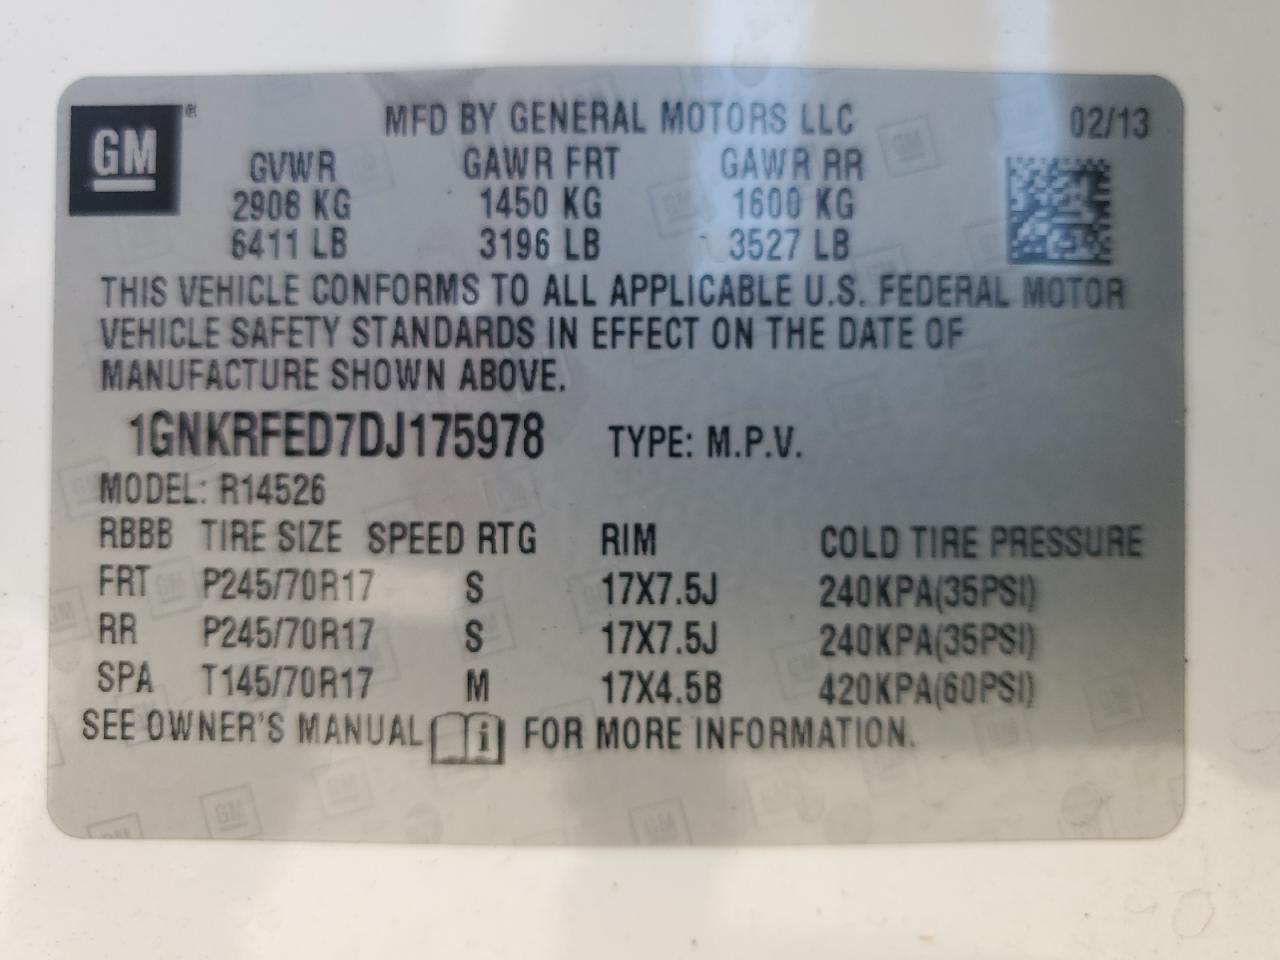 GM ® MFD BY GENERAL MOTORS LLC 02/13
GVWR GAWR FRT GAWR RR
2908 KG 1450 KG 1600 KG
6411 LB 3196 LB 3527 LB
THIS VEHICLE CONFORMS TO ALL APPLICABLE U.S. FEDERAL MOTOR
VEHICLE SAFETY STANDARDS IN EFFECT ON THE DATE OF
MANUFACTURE SHOWN ABOVE.
1GNKRFED7DJ175978 TYPE: M.P.V.
MODEL: R14526
RBBB TIRE SIZE SPEED RTG RIM COLD TIRE PRESSURE
FRT P245/70R17 S 17X7.5J 240KPA(35PSI)
RR P245/70R17 S 17X7.5J 240KPA(35PSI)
SPA T145/70R17 M 17X4.5B 420KPA(60PSI)
SEE OWNER'S MANUAL i FOR MORE INFORMATION.